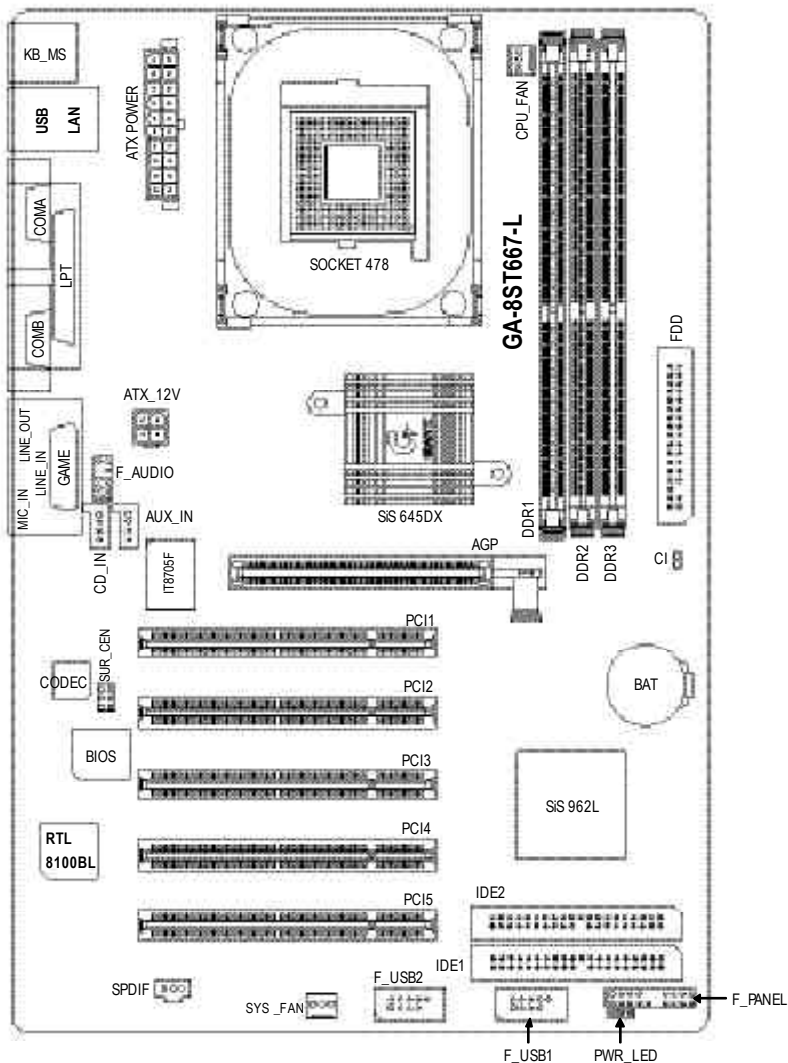 KB_MS
USB
LAN
ATX POWER
CPU_FAN
COMA
LPT
COMB
SOCKET 478
GA-8ST667-L
FDD
ATX_12V
LINE_OUT
MIC_IN
LINE_IN
GAME
F_AUDIO
AUX_IN
CD_IN
SiS 645DX
DDR1
DDR2
DDR3
IT8705F
AGP
CI
PCI1
CODEC
SUR_CEN
PCI2
BAT
BIOS
PCI3
SiS 962L
RTL
8100BL
PCI4
PCI5
IDE2
IDE1
SPDIF
SYS _FAN
F_USB2
F_PANEL
F_USB1
PWR_LED